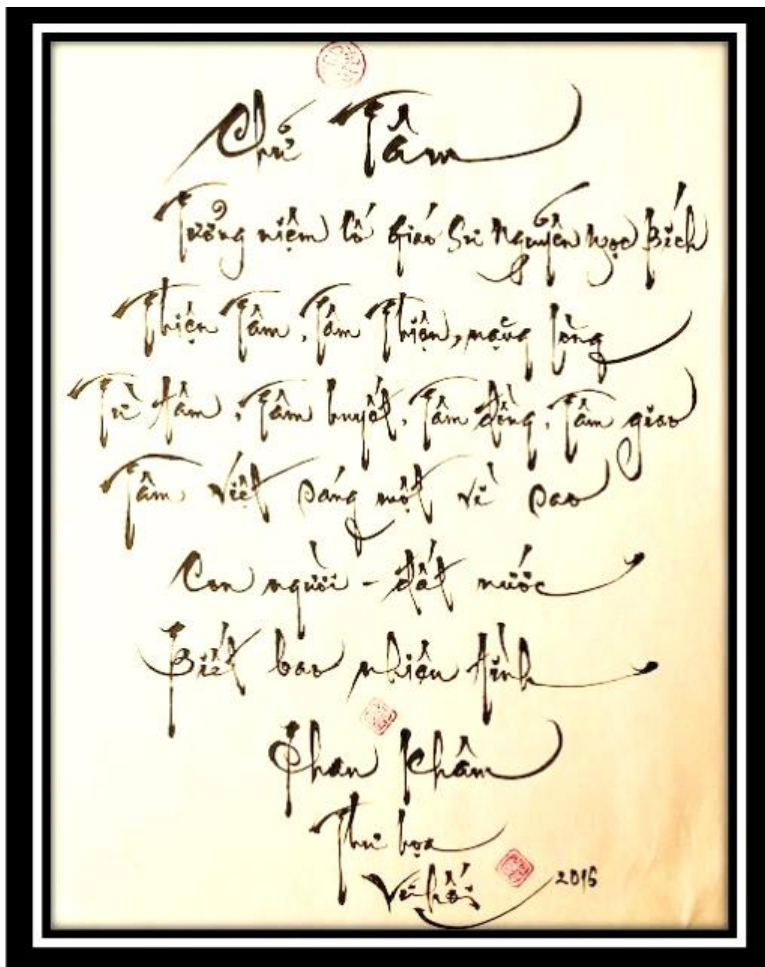 Chữ Tâm
Tưởng niệm Cố Giáo Sư Nguyễn Ngọc Bích
Thiện Tâm, Tâm Thiện, nặng lòng
Từ tâm, Tâm huyết, Tâm đồng, Tâm giao
Tâm Việt sáng một vì sao
Con người - đất nước
Biết bao nhiêu tình
Phan Khâm
Thư họa
Vũ Hối 2016